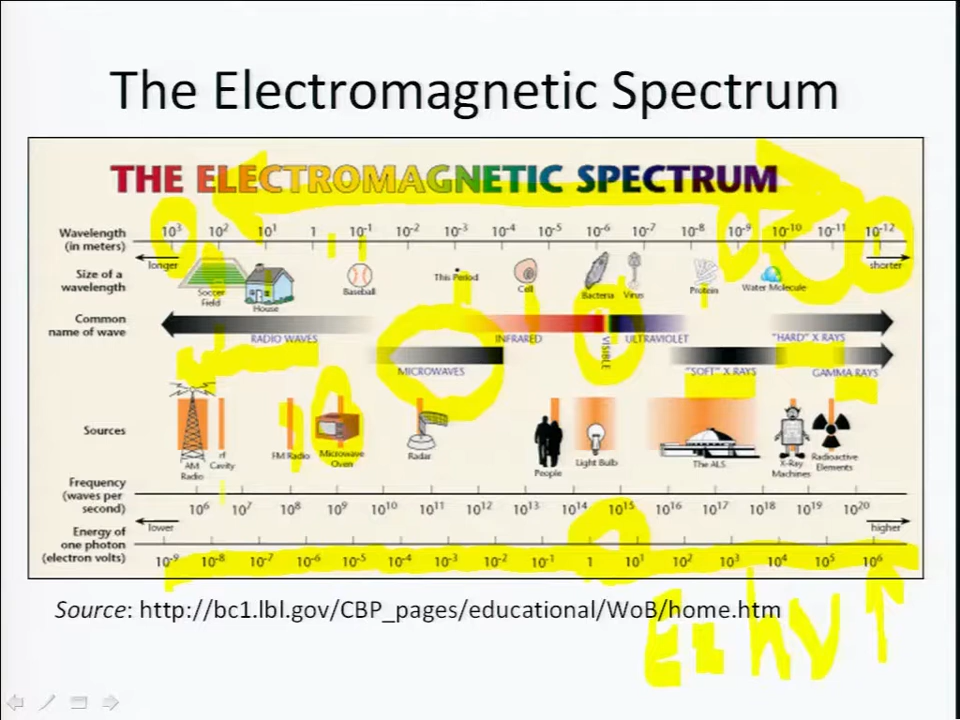 The Electromagnetic Spectrum
THE ELECTROMAGNETIC SPECTRUM
Wavelength (in meters) 10³ 10² 10¹ 1 10⁻¹ 10⁻² 10⁻³ 10⁻⁴ 10⁻⁵ 10⁻⁶ 10⁻⁷ 10⁻⁸ 10⁻⁹ 10⁻¹⁰ 10⁻¹¹ 10⁻¹²
longer shorter
Size of a wavelength
Soccer Field House Baseball This Period Cell Bacteria Virus Protein Water Molecule
Common name of wave
RADIO WAVES INFRARED VISIBLE ULTRAVIOLET "HARD" X RAYS
MICROWAVES "SOFT" X RAYS GAMMA RAYS
Sources
AM Radio rf Cavity FM Radio Microwave Oven Radar People Light Bulb The ALS X-Ray Machines Radioactive Elements
Frequency (waves per second) 10⁶ 10⁷ 10⁸ 10⁹ 10¹⁰ 10¹¹ 10¹² 10¹³ 10¹⁴ 10¹⁵ 10¹⁶ 10¹⁷ 10¹⁸ 10¹⁹ 10²⁰
lower higher
Energy of one photon (electron volts) 10⁻⁹ 10⁻⁸ 10⁻⁷ 10⁻⁶ 10⁻⁵ 10⁻⁴ 10⁻³ 10⁻² 10⁻¹ 1 10¹ 10² 10³ 10⁴ 10⁵ 10⁶
Source: http://bc1.lbl.gov/CBP_pages/educational/WoB/home.htm
E=hν↑